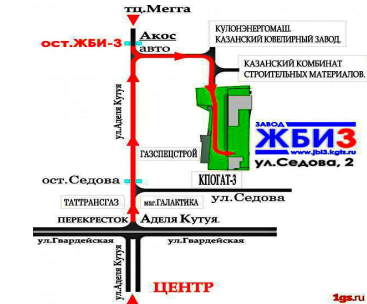 тц.Мегга
КУЛОНЭНЕРГОМАШ.
КАЗАНСКИЙ ЮВЕЛИРНЫЙ ЗАВОД.
ост.ЖБИ-3
Акос
авто
КАЗАНСКИЙ КОМБИНАТ
СТРОИТЕЛЬНЫХ МАТЕРИАЛОВ.
ул.Аделя Кутуя
ЗАВОД
ЖБИ3
www.jbi3.kgts.ru
ул.Седова, 2
ГАЗСПЕЦСТРОЙ
КПОГАТ-3
ост.Седова
ул.Седова
ТАТТРАНСГАЗ
маг.ГАЛАКТИКА
ПЕРЕКРЕСТОК
Аделя Кутуя.
ул.Гвардейская
ул.Гвардейская
ул.Аделя Кутуя
ЦЕНТР
1gs.ru